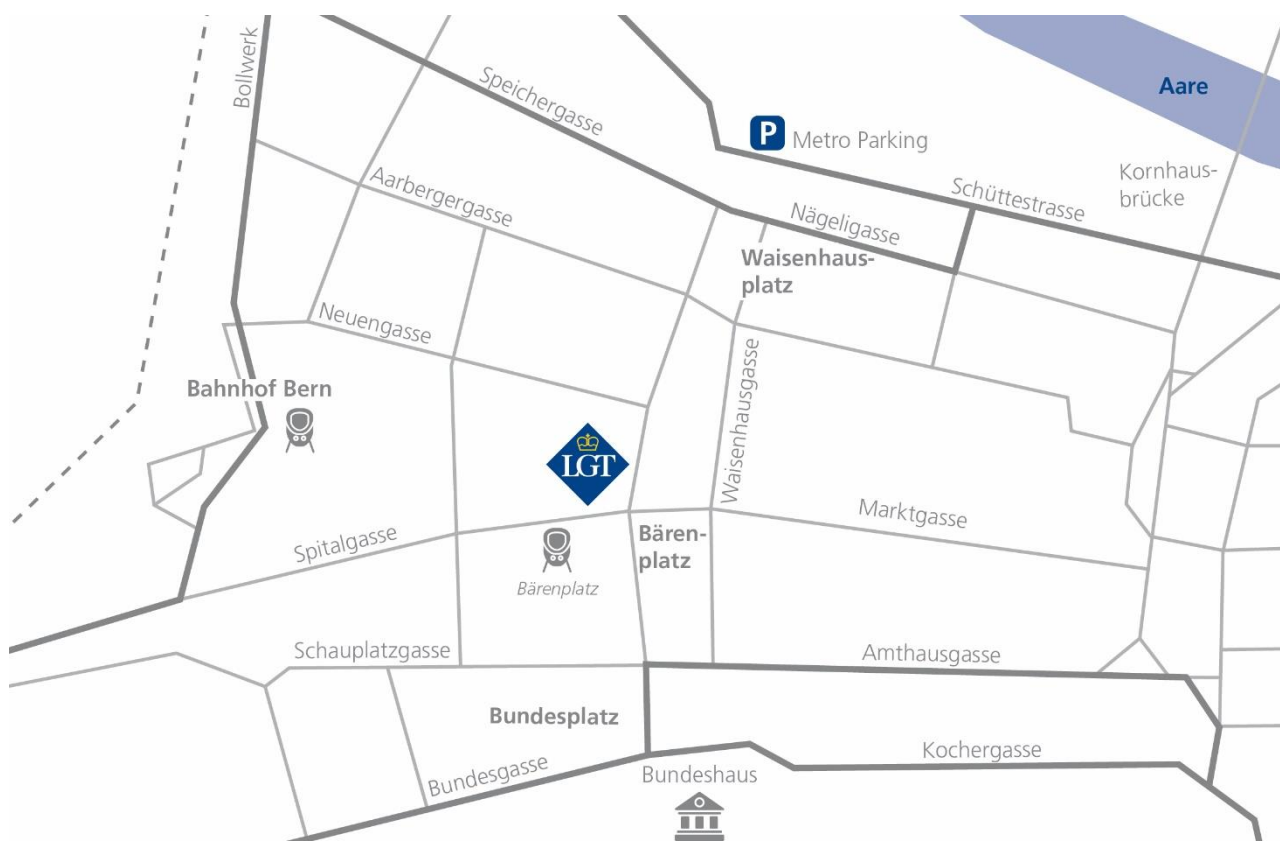 Bollwerk
Speichergasse
Aare
P
Metro Parking
Kornhaus-
brücke
Aarbergergasse
Schüttestrasse
Nägeligasse
Waisenhaus-
platz
Neuengasse
Bahnhof Bern
Waisenhausgasse
LGT
Marktgasse
Spitalgasse
Bären-
platz
Bärenplatz
Schauplatzgasse
Amthausgasse
Bundesplatz
Kochergasse
Bundesgasse
Bundeshaus